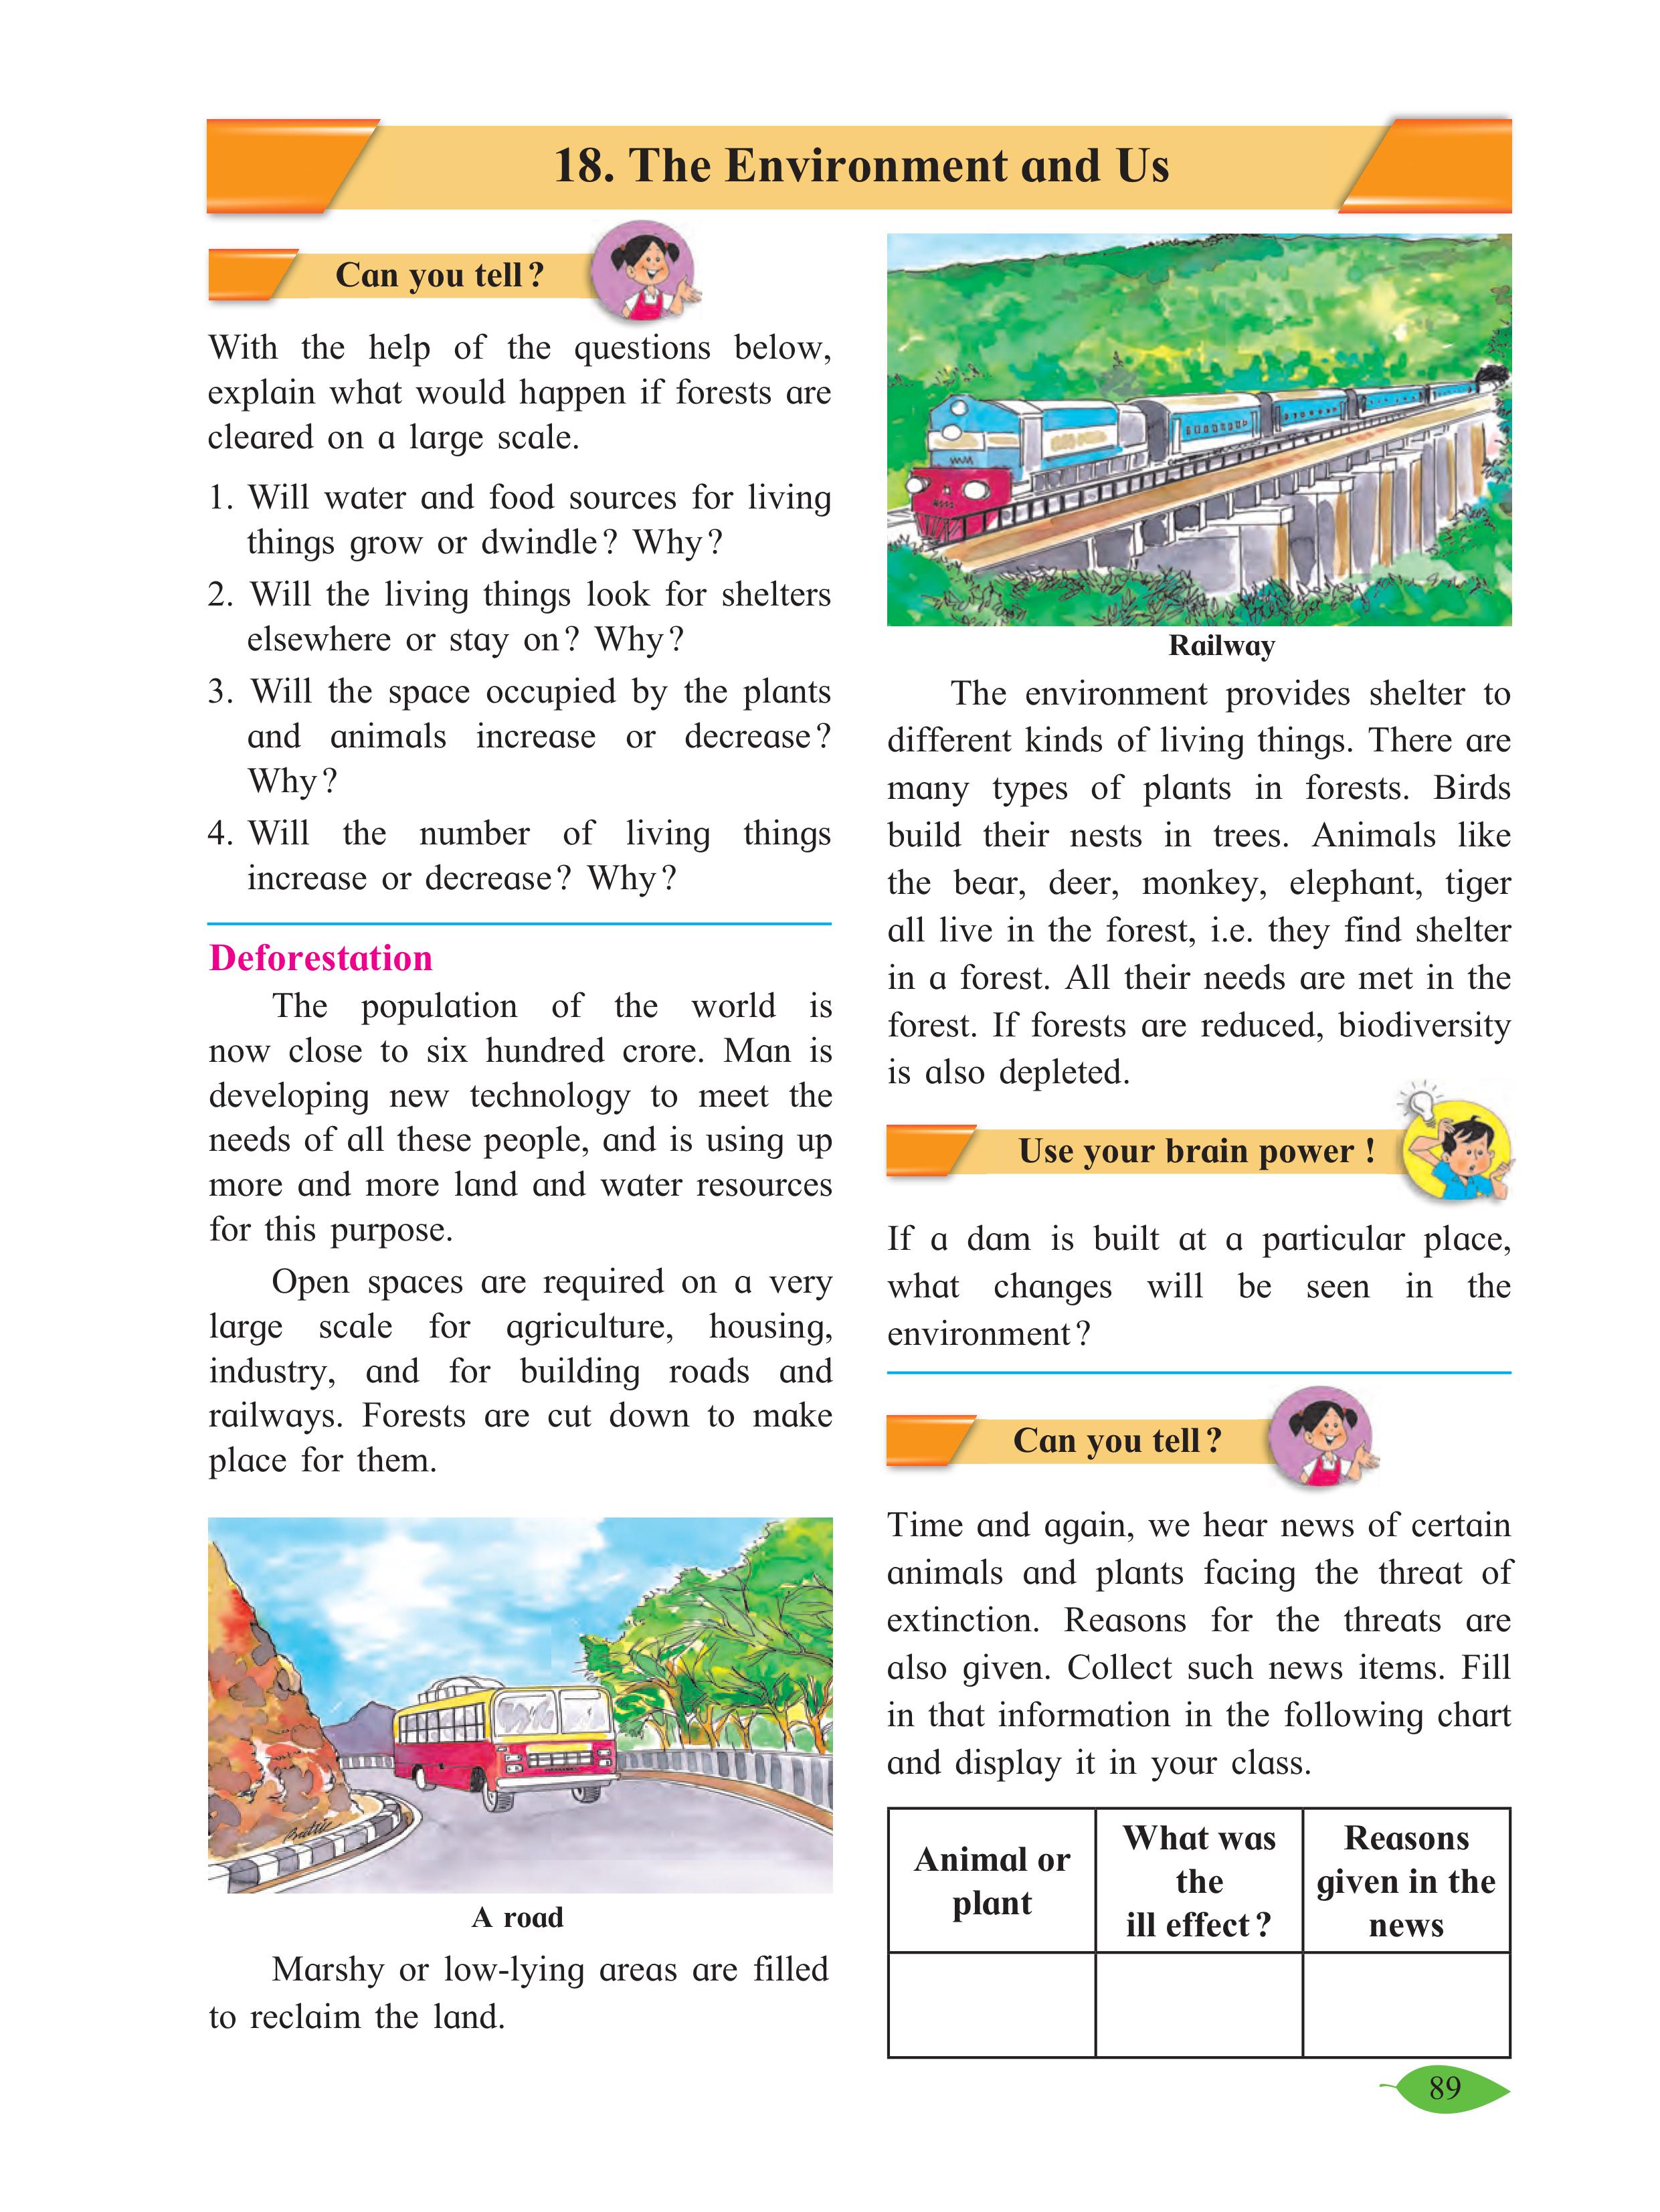 18. The Environment and Us
Can you tell?
With the help of the questions below,
explain what would happen if forests are
cleared on a large scale.
1. Will water and food sources for living
things grow or dwindle? Why?
2. Will the living things look for shelters
elsewhere or stay on? Why?
3. Will the space occupied by the plants
and animals increase or decrease?
Why?
4. Will the number of living things
increase or decrease? Why?
Deforestation
The population of the world is
now close to six hundred crore. Man is
developing new technology to meet the
needs of all these people, and is using up
more and more land and water resources
for this purpose.
Open spaces are required on a very
large scale for agriculture, housing,
industry, and for building roads and
railways. Forests are cut down to make
place for them.
A road
Marshy or low-lying areas are filled
to reclaim the land.
Railway
The environment provides shelter to
different kinds of living things. There are
many types of plants in forests. Birds
build their nests in trees. Animals like
the bear, deer, monkey, elephant, tiger
all live in the forest, i.e. they find shelter
in a forest. All their needs are met in the
forest. If forests are reduced, biodiversity
is also depleted.
Use your brain power !
If a dam is built at a particular place,
what changes will be seen in the
environment?
Can you tell?
Time and again, we hear news of certain
animals and plants facing the threat of
extinction. Reasons for the threats are
also given. Collect such news items. Fill
in that information in the following chart
and display it in your class.
Animal or
plant
What was
the
ill effect?
Reasons
given in the
news
89